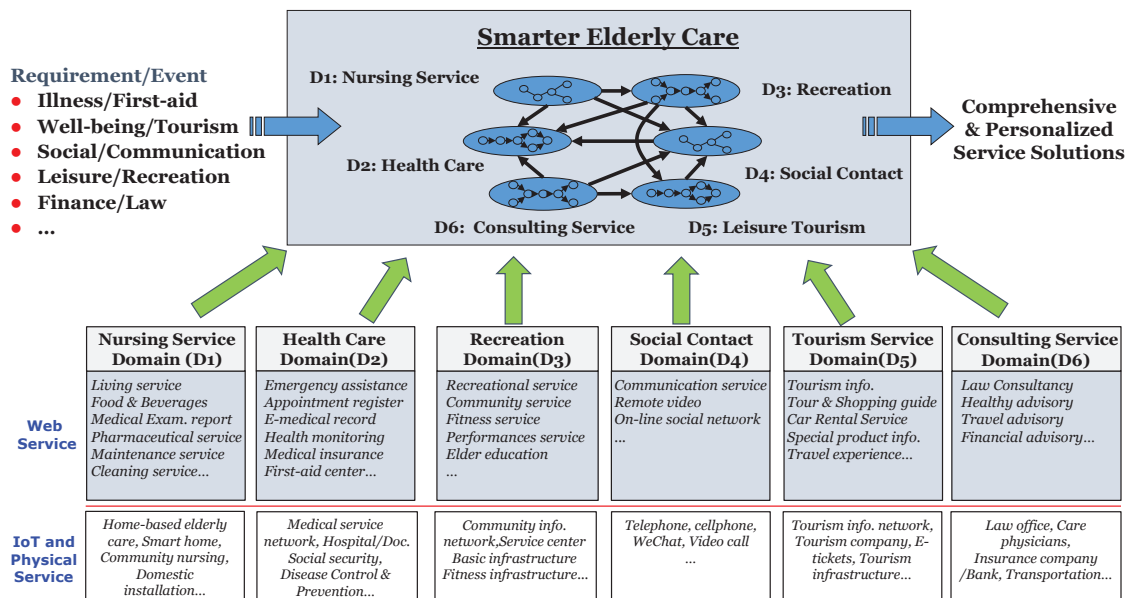 Smarter Elderly Care
Requirement/Event
● Illness/First-aid
● Well-being/Tourism
● Social/Communication
● Leisure/Recreation
● Finance/Law
● ...
D1: Nursing Service
D3: Recreation
D2: Health Care
D4: Social Contact
D6: Consulting Service
D5: Leisure Tourism
Comprehensive
& Personalized
Service Solutions
Web
Service
Nursing Service
Domain (D1)
Living service
Food & Beverages
Medical Exam. report
Pharmaceutical service
Maintenance service
Cleaning service...
Health Care
Domain(D2)
Emergency assistance
Appointment register
E-medical record
Health monitoring
Medical insurance
First-aid center...
Recreation
Domain(D3)
Recreational service
Community service
Fitness service
Performances service
Elder education
...
Social Contact
Domain(D4)
Communication service
Remote video
On-line social network
...
Tourism Service
Domain(D5)
Tourism info.
Tour & Shopping guide
Car Rental Service
Special product info.
Travel experience...
Consulting Service
Domain(D6)
Law Consultancy
Healthy advisory
Travel advisory
Financial advisory...
IoT and
Physical
Service
Home-based elderly
care, Smart home,
Community nursing,
Domestic
installation...
Medical service
network, Hospital/Doc.
Social security,
Disease Control &
Prevention...
Community info.
network,Service center
Basic infrastructure
Fitness infrastructure...
Telephone, cellphone,
WeChat, Video call
...
Tourism info. network,
Tourism company, E-
tickets, Tourism
infrastructure...
Law office, Care
physicians,
Insurance company
/Bank, Transportation...